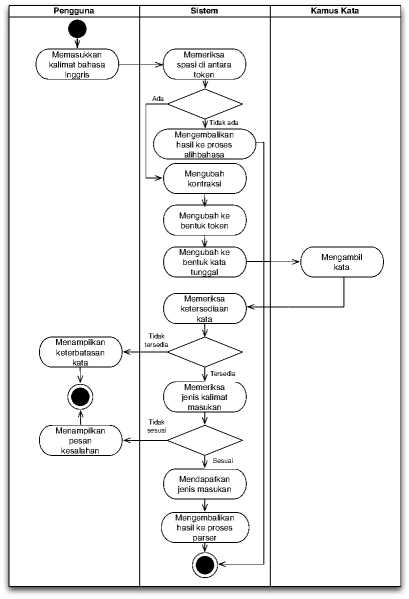 Pengguna
Sistem
Kamus Kata
Memasukkan
kalimat bahasa
Inggris
Memeriksa
spasi di antara
token
Ada
Tidak ada
Mengembalikan
hasil ke proses
alihbahasa
Mengubah
kontraksi
Mengubah ke
bentuk token
Mengubah ke
bentuk kata
tunggal
Mengambil
kata
Memeriksa
ketersediaan
kata
Tidak
tersedia
Menampilkan
keterbatasan
kata
Tersedia
Memeriksa
jenis kalimat
masukan
Tidak
sesuai
Menampilkan
pesan
kesalahan
Sesuai
Mendapatkan
jenis masukan
Mengembalikan
hasil ke proses
parser